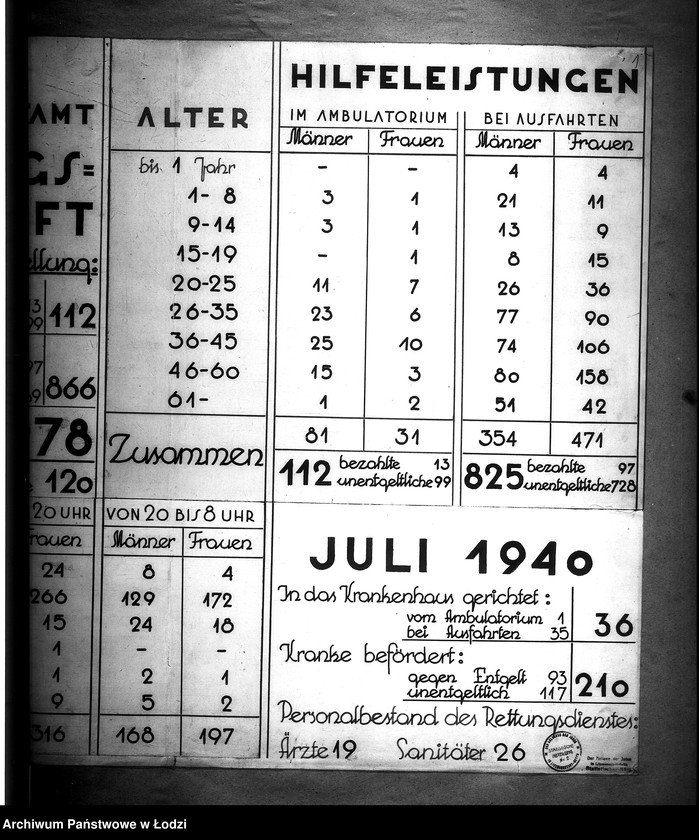 HILFELEISTUNGEN
AMT ALTER IM AMBULATORIUM BEI AUSFAHRTEN
Männer Frauen Männer Frauen
GS=
FT
bis 1 Jahr – – 4 4
1-8 3 1 21 11
9-14 3 1 13 9
15-19 – 1 8 15
20-25 11 7 26 36
26-35 23 6 77 90
36-45 25 10 74 106
46-60 15 3 80 158
61- 1 2 51 42
ellung:
112
866
78
120
Zusammen 81 31 354 471
112 bezahlte 13 825 bezahlte 97
unentgeltliche 99 unentgeltliche 728
20 UHR VON 20 BIS 8 UHR
Frauen Männer Frauen
24 8 4
266 129 172
15 24 18
1 – –
1 2 1
9 5 2
316 168 197
JULI 1940
In das Krankenhaus gerichtet:
vom Ambulatorium 1
bei Ausfahrten 35
36
Kranke befördert:
gegen Entgelt 93
unentgeltlich 117
210
Personalbestand des Rettungsdienstes:
Ärzte 19 Sanitäter 26
Archiwum Państwowe w Łodzi